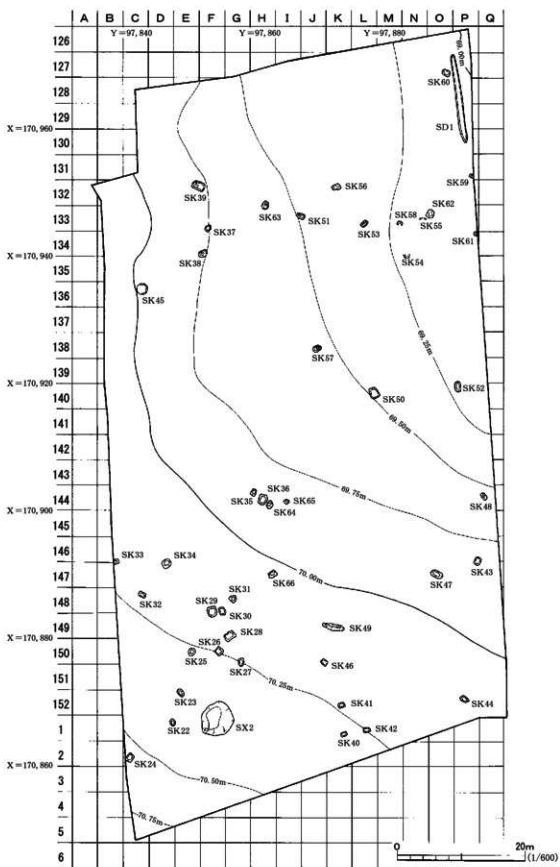 A B C D E F G H I J K L M N O P Q
Y=97,840 Y=97,860 Y=97,880
126
69.00m
127
SK60
128
SD1
129
X=170,960
130
131
SK59
SK56
132
SK39
SK62
SK63
SK58
SK51
SK55
133
SK53
SK37
SK61
134
X=170,940
SK38
SK54
135
SK45
136
137
69.25m
138
SK57
139
X=170,920
SK52
SK50
140
69.50m
141
142
69.75m
143
SK36
SK48
144
SK35 SK65
SK64
X=170,900
145
146
SK33 SK34
SK43
70.00m
SK66
SK47
147
SK31
SK32
SK29
148
SK30
149
SK28 SK49
X=170,880
SK26
150
SK25
SK46
SK27
70.25m
151
SK23
SK44
152
SK41
SK22
SX2
SK42
1
SK40
SK24
2
X=170,860
70.50m
3
70.75m
4
5
0 20m
(1/600)
6